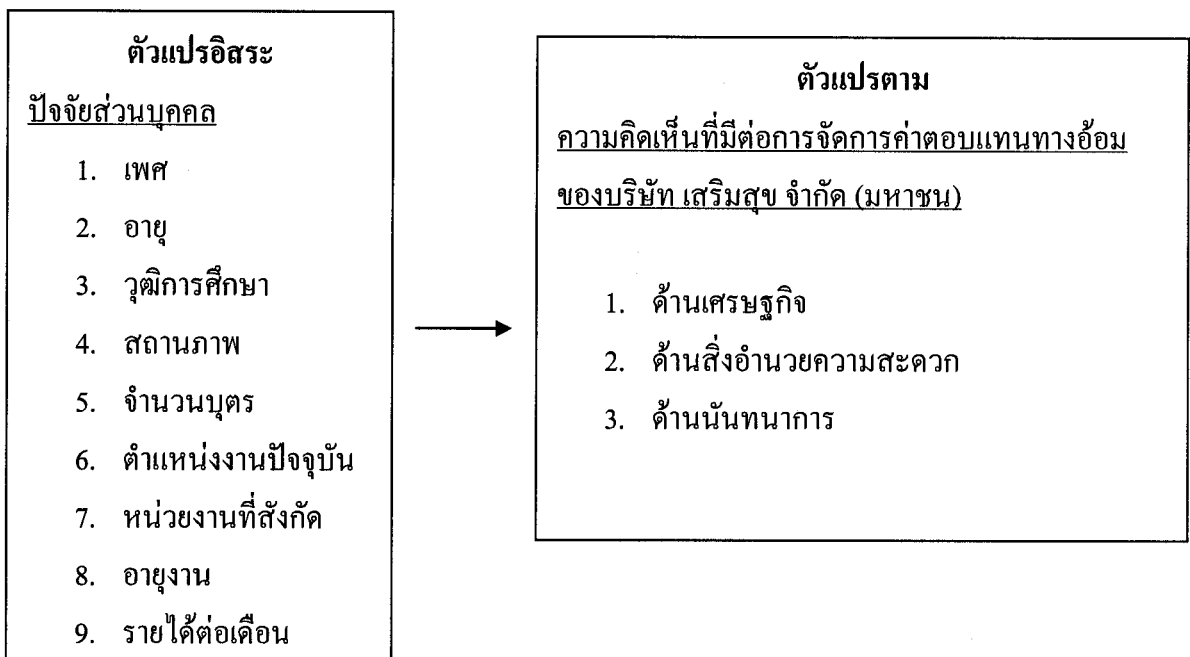 ตัวแปรอิสระ
ปัจจัยส่วนบุคคล
1. เพศ
2. อายุ
3. วุฒิการศึกษา
4. สถานภาพ
5. จำนวนบุตร
6. ตำแหน่งงานปัจจุบัน
7. หน่วยงานที่สังกัด
8. อายุงาน
9. รายได้ต่อเดือน
ตัวแปรตาม
ความคิดเห็นที่มีต่อการจัดการค่าตอบแทนทางอ้อม
ของบริษัท เสริมสุข จำกัด (มหาชน)
1. ด้านเศรษฐกิจ
2. ด้านสิ่งอำนวยความสะดวก
3. ด้านนันทนาการ